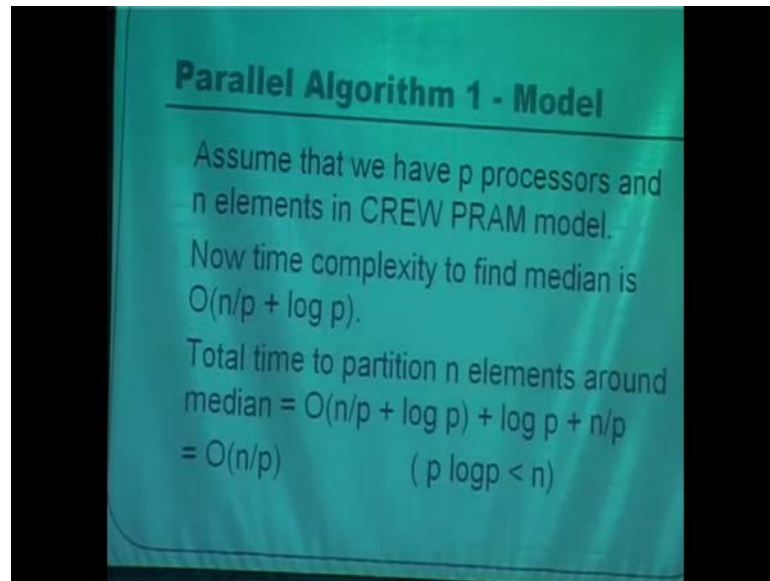 Parallel Algorithm 1 - Model
Assume that we have p processors and
n elements in CREW PRAM model.
Now time complexity to find median is
O(n/p + log p).
Total time to partition n elements around
median = O(n/p + log p) + log p + n/p
= O(n/p) ( p logp < n)